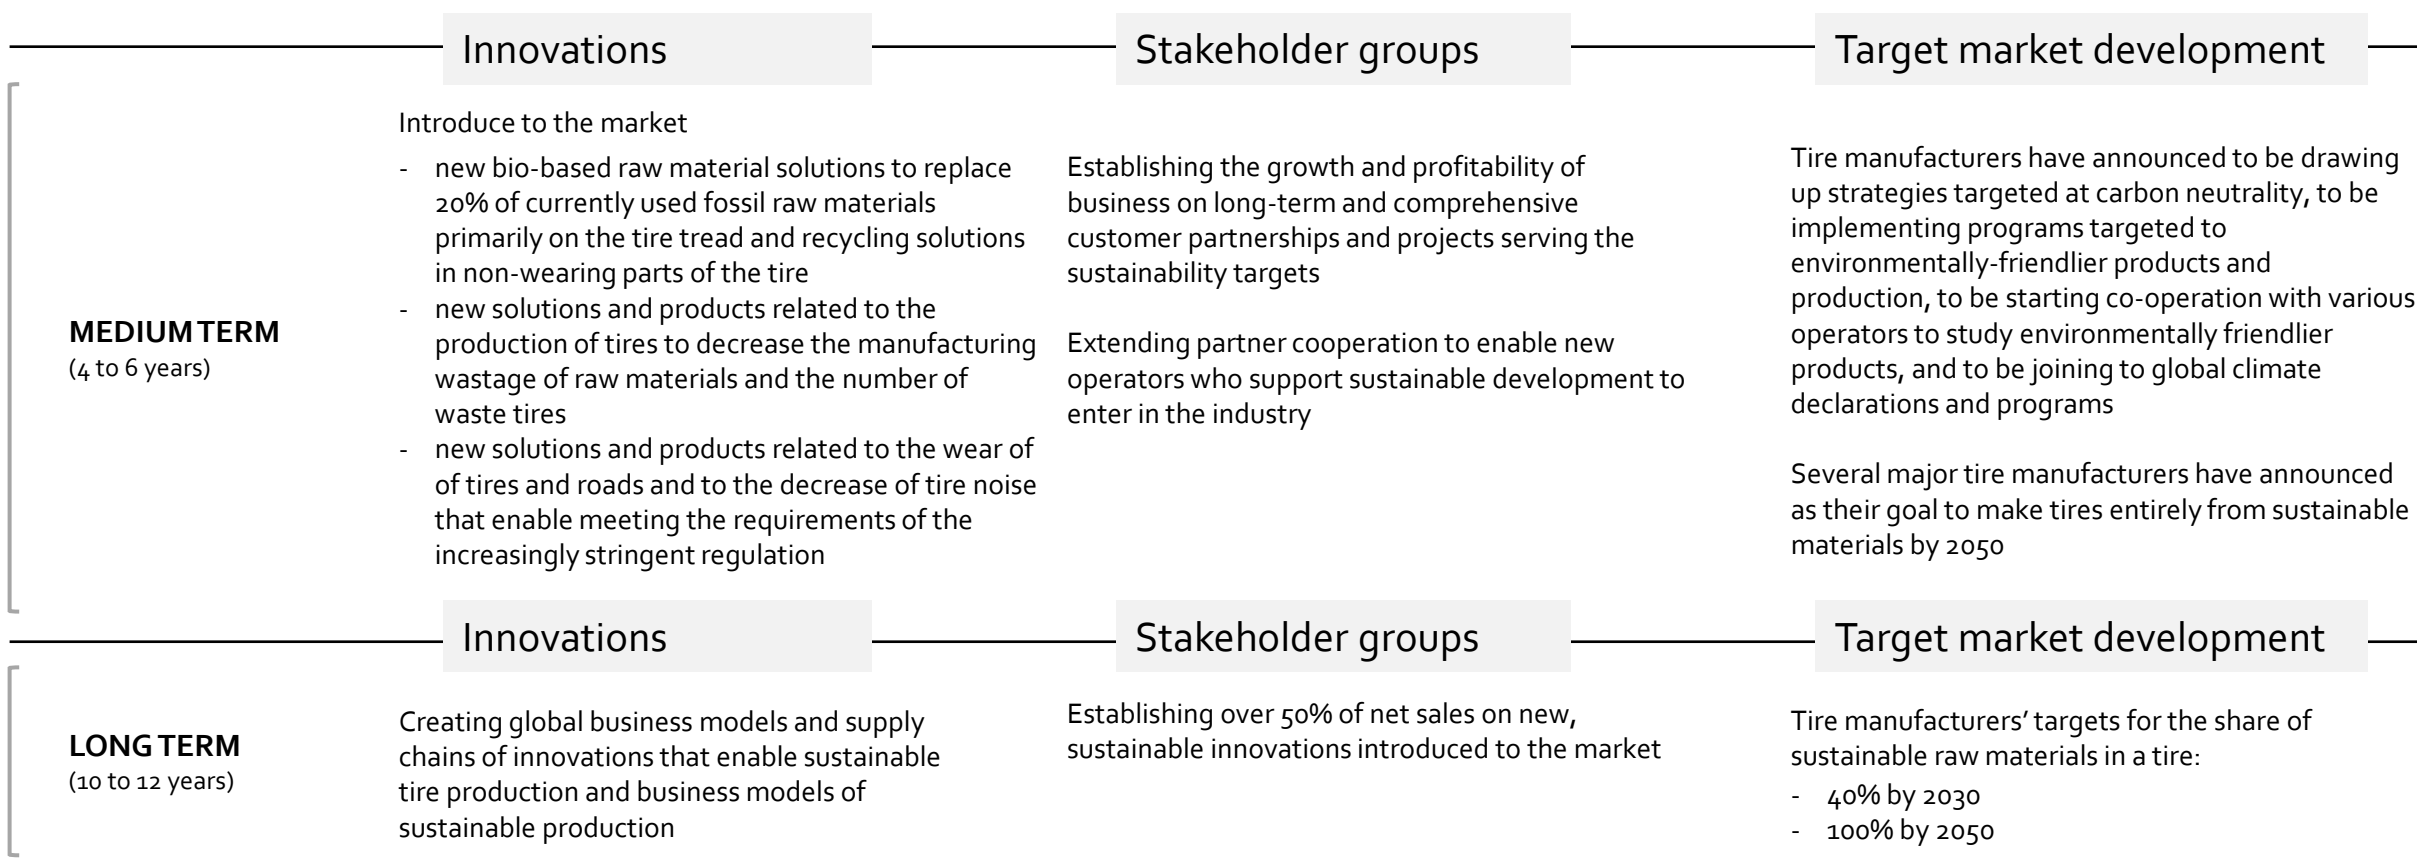 Innovations
Stakeholder groups
Target market development
MEDIUM TERM
(4 to 6 years)
Introduce to the market
- new bio-based raw material solutions to replace
20% of currently used fossil raw materials
primarily on the tire tread and recycling solutions
in non-wearing parts of the tire
- new solutions and products related to the
production of tires to decrease the manufacturing
wastage of raw materials and the number of
waste tires
- new solutions and products related to the wear of
of tires and roads and to the decrease of tire noise
that enable meeting the requirements of the
increasingly stringent regulation
Establishing the growth and profitability of
business on long-term and comprehensive
customer partnerships and projects serving the
sustainability targets
Extending partner cooperation to enable new
operators who support sustainable development to
enter in the industry
Tire manufacturers have announced to be drawing
up strategies targeted at carbon neutrality, to be
implementing programs targeted to
environmentally-friendlier products and
production, to be starting co-operation with various
operators to study environmentally friendlier
products, and to be joining to global climate
declarations and programs
Several major tire manufacturers have announced
as their goal to make tires entirely from sustainable
materials by 2050
Innovations
Stakeholder groups
Target market development
LONG TERM
(10 to 12 years)
Creating global business models and supply
chains of innovations that enable sustainable
tire production and business models of
sustainable production
Establishing over 50% of net sales on new,
sustainable innovations introduced to the market
Tire manufacturers’ targets for the share of
sustainable raw materials in a tire:
- 40% by 2030
- 100% by 2050